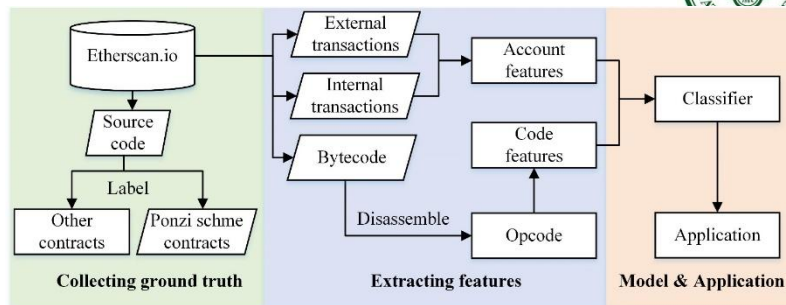 Etherscan.io
Source
code
Label
Other
contracts
Ponzi schme
contracts
Collecting ground truth
External
transactions
Internal
transactions
Bytecode
Disassemble
Account
features
Code
features
Opcode
Extracting features
Classifier
Application
Model & Application